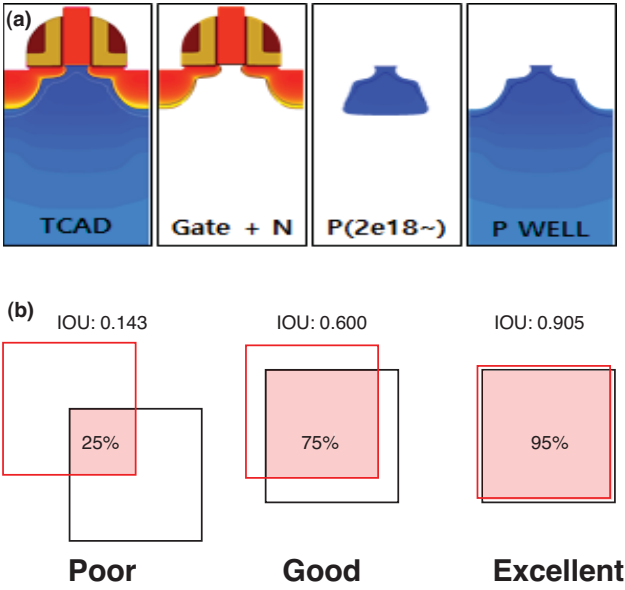 (a)
TCAD
Gate + N
P(2e18~)
P WELL
(b)
IOU: 0.143
IOU: 0.600
IOU: 0.905
25%
75%
95%
Poor
Good
Excellent